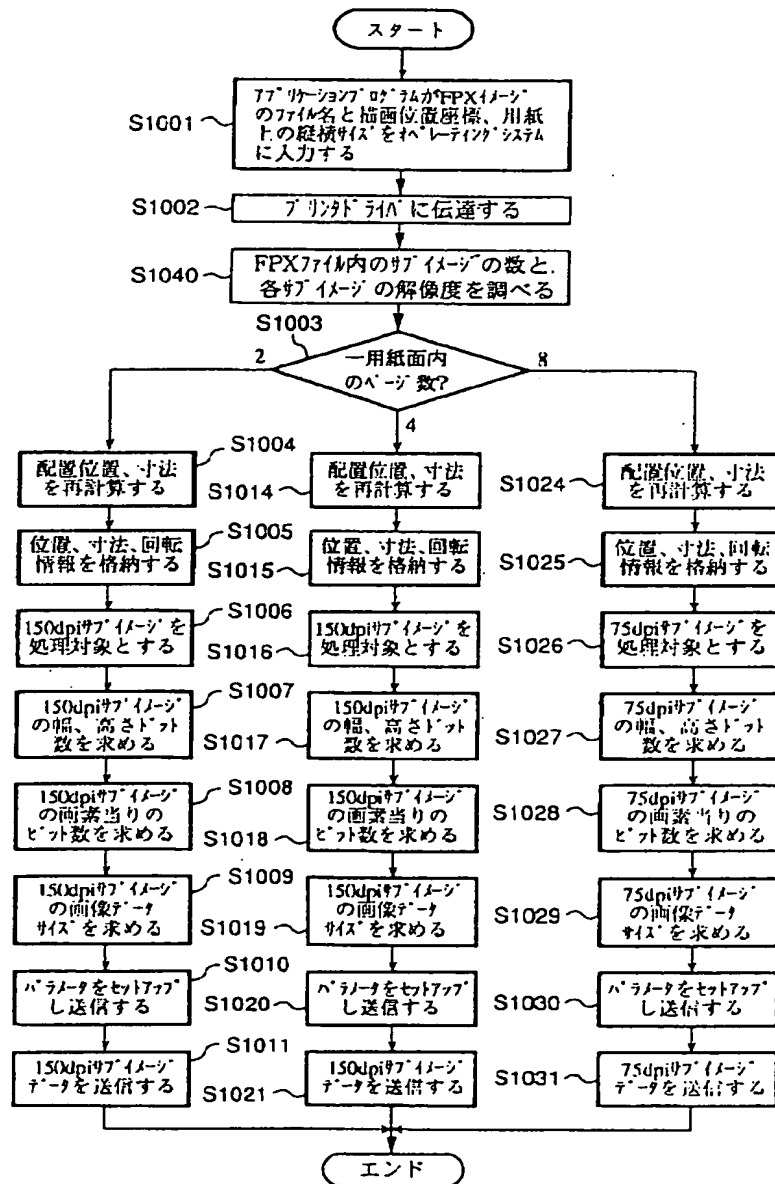 スタート
S1001
アプリケーションプログラムがFPXイメージ
のファイル名と描画位置座標、用紙
上の縦横サイズをオペレーティングシステム
に入力する
S1002
プリンタドライバに伝達する
S1040
FPXファイル内のサブイメージの数と、
各サブイメージの解像度を調べる
S1003
一用紙面内
のページ数?
2
4
8
S1004
配置位置、寸法
を再計算する
S1005
位置、寸法、回転
情報を格納する
S1006
150dpiサブイメージを
処理対象とする
S1007
150dpiサブイメージ
の幅、高さドット
数を求める
S1008
150dpiサブイメージ
の画素当りの
ビット数を求める
S1009
150dpiサブイメージ
の画像データ
サイズを求める
S1010
パラメータをセットアップ
し送信する
S1011
150dpiサブイメージ
データを送信する
S1014
配置位置、寸法
を再計算する
S1015
位置、寸法、回転
情報を格納する
S1016
150dpiサブイメージを
処理対象とする
S1017
150dpiサブイメージ
の幅、高さドット
数を求める
S1018
150dpiサブイメージ
の画素当りの
ビット数を求める
S1019
150dpiサブイメージ
の画像データ
サイズを求める
S1020
パラメータをセットアップ
し送信する
S1021
150dpiサブイメージ
データを送信する
S1024
配置位置、寸法
を再計算する
S1025
位置、寸法、回転
情報を格納する
S1026
75dpiサブイメージ
を処理対象とする
S1027
75dpiサブイメージ
の幅、高さドット
数を求める
S1028
75dpiサブイメージ
の画素当りの
ビット数を求める
S1029
75dpiサブイメージ
の画像データ
サイズを求める
S1030
パラメータをセットアップ
し送信する
S1031
75dpiサブイメージ
データを送信する
エンド